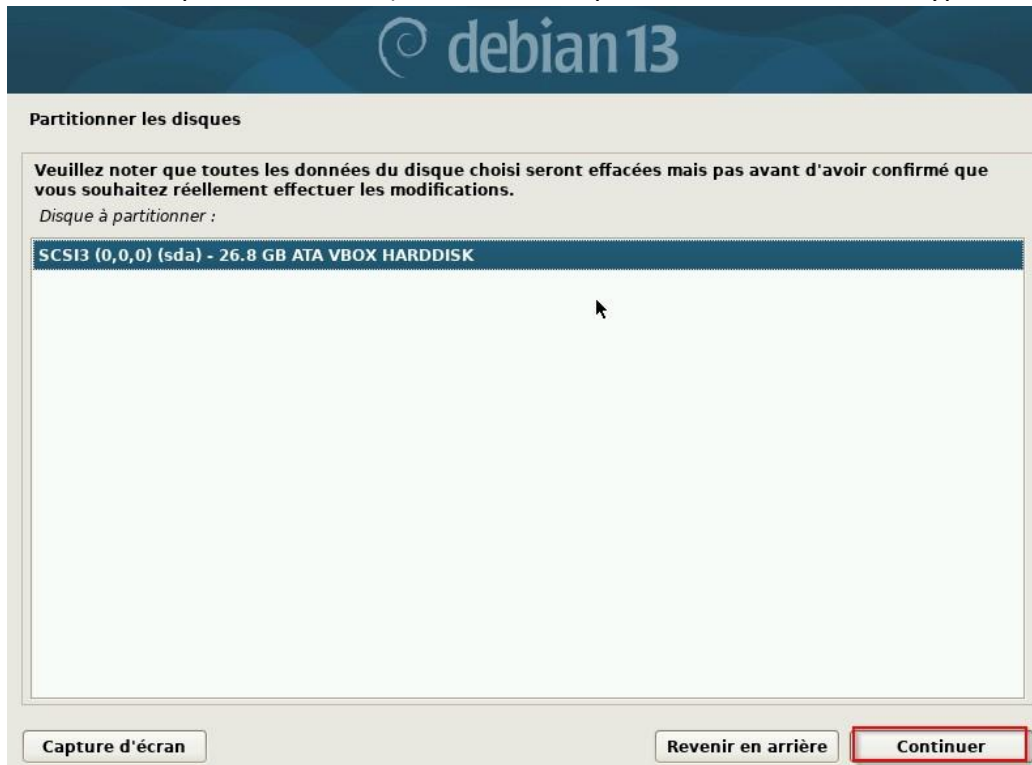 debian 13
Partitionner les disques
Veuillez noter que toutes les données du disque choisi seront effacées mais pas avant d'avoir confirmé que
vous souhaitez réellement effectuer les modifications.
Disque à partitionner :
SCSI3 (0,0,0) (sda) - 26.8 GB ATA VBOX HARDDISK
Capture d'écran
Revenir en arrière
Continuer